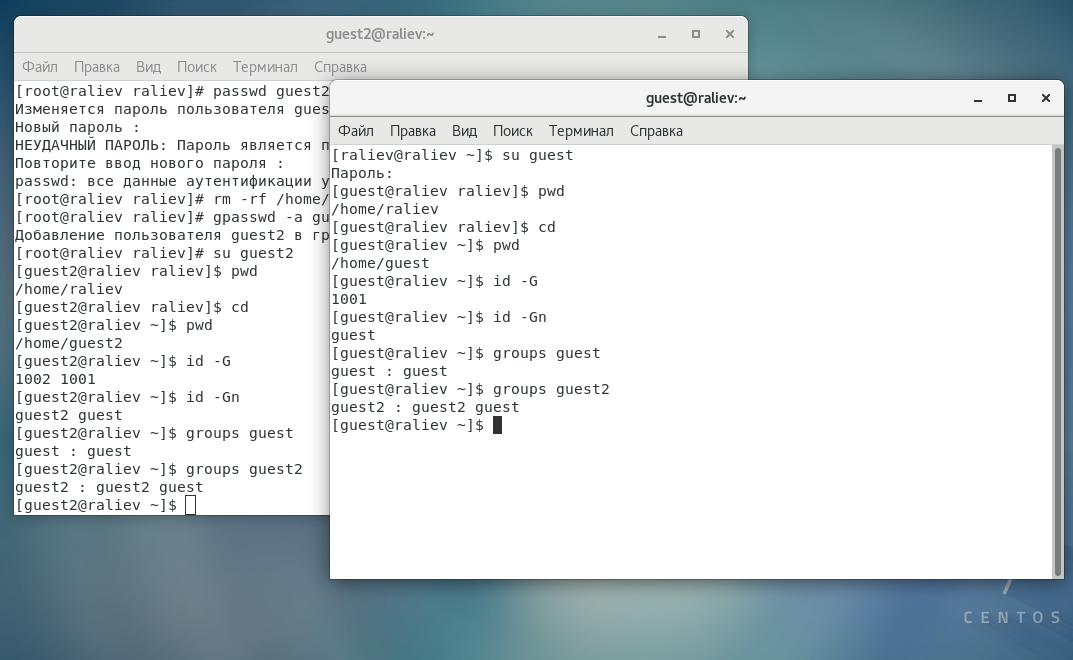 guest2@raliev:~
Файл Правка Вид Поиск Терминал Справка
[root@raliev raliev]# passwd guest2
Изменяется пароль пользователя
Новый пароль :
НЕУДАЧНЫЙ ПАРОЛЬ: Пароль является
Повторите ввод нового пароля :
passwd: все данные аутентификации
[root@raliev raliev]# rm -rf /home/
[root@raliev raliev]# gpasswd -a
Добавление пользователя guest2 в
[root@raliev raliev]# su guest2
[guest2@raliev raliev]$ pwd
/home/raliev
[guest2@raliev raliev]$ cd
[guest2@raliev ~]$ pwd
/home/guest2
[guest2@raliev ~]$ id -G
1002 1001
[guest2@raliev ~]$ id -Gn
guest2 guest
[guest2@raliev ~]$ groups guest
guest : guest
[guest2@raliev ~]$ groups guest2
guest2 : guest2 guest
[guest2@raliev ~]$
guest@raliev:~
Файл Правка Вид Поиск Терминал Справка
[raliev@raliev ~]$ su guest
Пароль:
[guest@raliev raliev]$ pwd
/home/raliev
[guest@raliev raliev]$ cd
[guest@raliev ~]$ pwd
/home/guest
[guest@raliev ~]$ id -G
1001
[guest@raliev ~]$ id -Gn
guest
[guest@raliev ~]$ groups guest
guest : guest
[guest@raliev ~]$ groups guest2
guest2 : guest2 guest
[guest@raliev ~]$
CENTOS